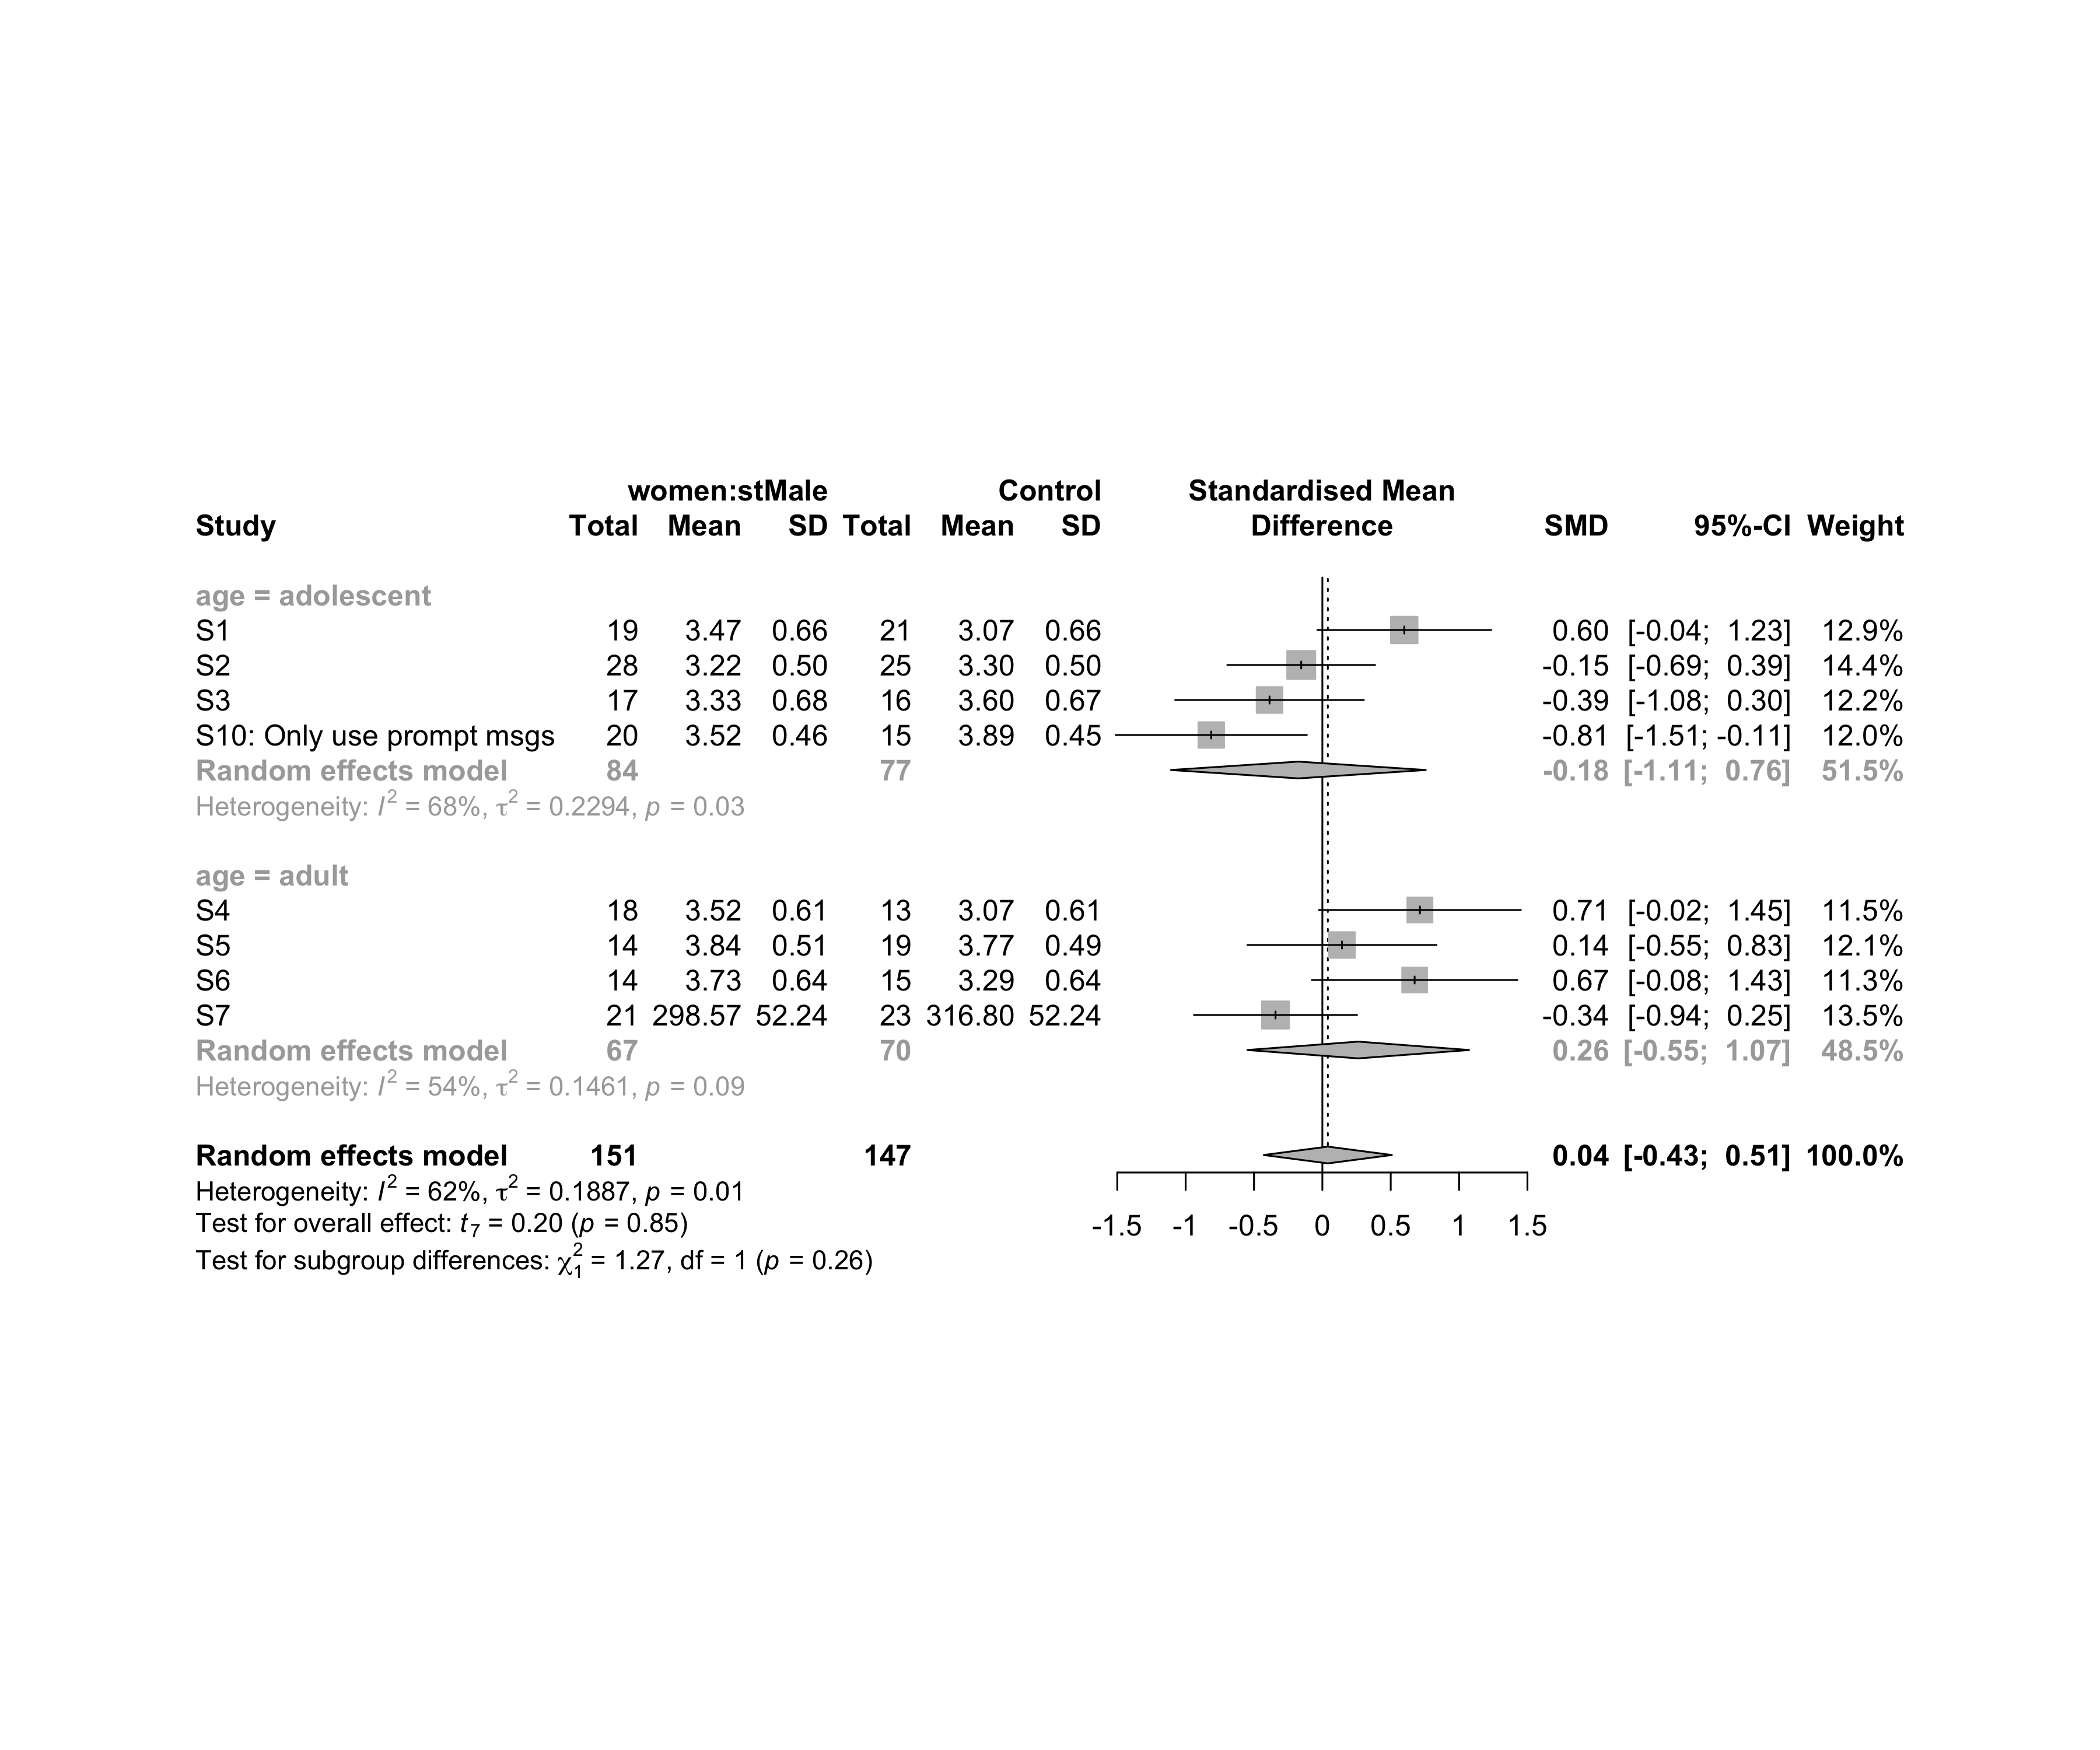 women:stMale Control Standardised Mean
Study Total Mean SD Total Mean SD Difference SMD 95%-CI Weight
age = adolescent
S1 19 3.47 0.66 21 3.07 0.66 0.60 [-0.04; 1.23] 12.9%
S2 28 3.22 0.50 25 3.30 0.50 -0.15 [-0.69; 0.39] 14.4%
S3 17 3.33 0.68 16 3.60 0.67 -0.39 [-1.08; 0.30] 12.2%
S10: Only use prompt msgs 20 3.52 0.46 15 3.89 0.45 -0.81 [-1.51; -0.11] 12.0%
Random effects model 84 77 -0.18 [-1.11; 0.76] 51.5%
Heterogeneity: I² = 68%, τ² = 0.2294, p = 0.03
age = adult
S4 18 3.52 0.61 13 3.07 0.61 0.71 [-0.02; 1.45] 11.5%
S5 14 3.84 0.51 19 3.77 0.49 0.14 [-0.55; 0.83] 12.1%
S6 14 3.73 0.64 15 3.29 0.64 0.67 [-0.08; 1.43] 11.3%
S7 21 298.57 52.24 23 316.80 52.24 -0.34 [-0.94; 0.25] 13.5%
Random effects model 67 70 0.26 [-0.55; 1.07] 48.5%
Heterogeneity: I² = 54%, τ² = 0.1461, p = 0.09
Random effects model 151 147 0.04 [-0.43; 0.51] 100.0%
Heterogeneity: I² = 62%, τ² = 0.1887, p = 0.01
Test for overall effect: t₇ = 0.20 (p = 0.85)
-1.5 -1 -0.5 0 0.5 1 1.5
Test for subgroup differences: χ₁² = 1.27, df = 1 (p = 0.26)